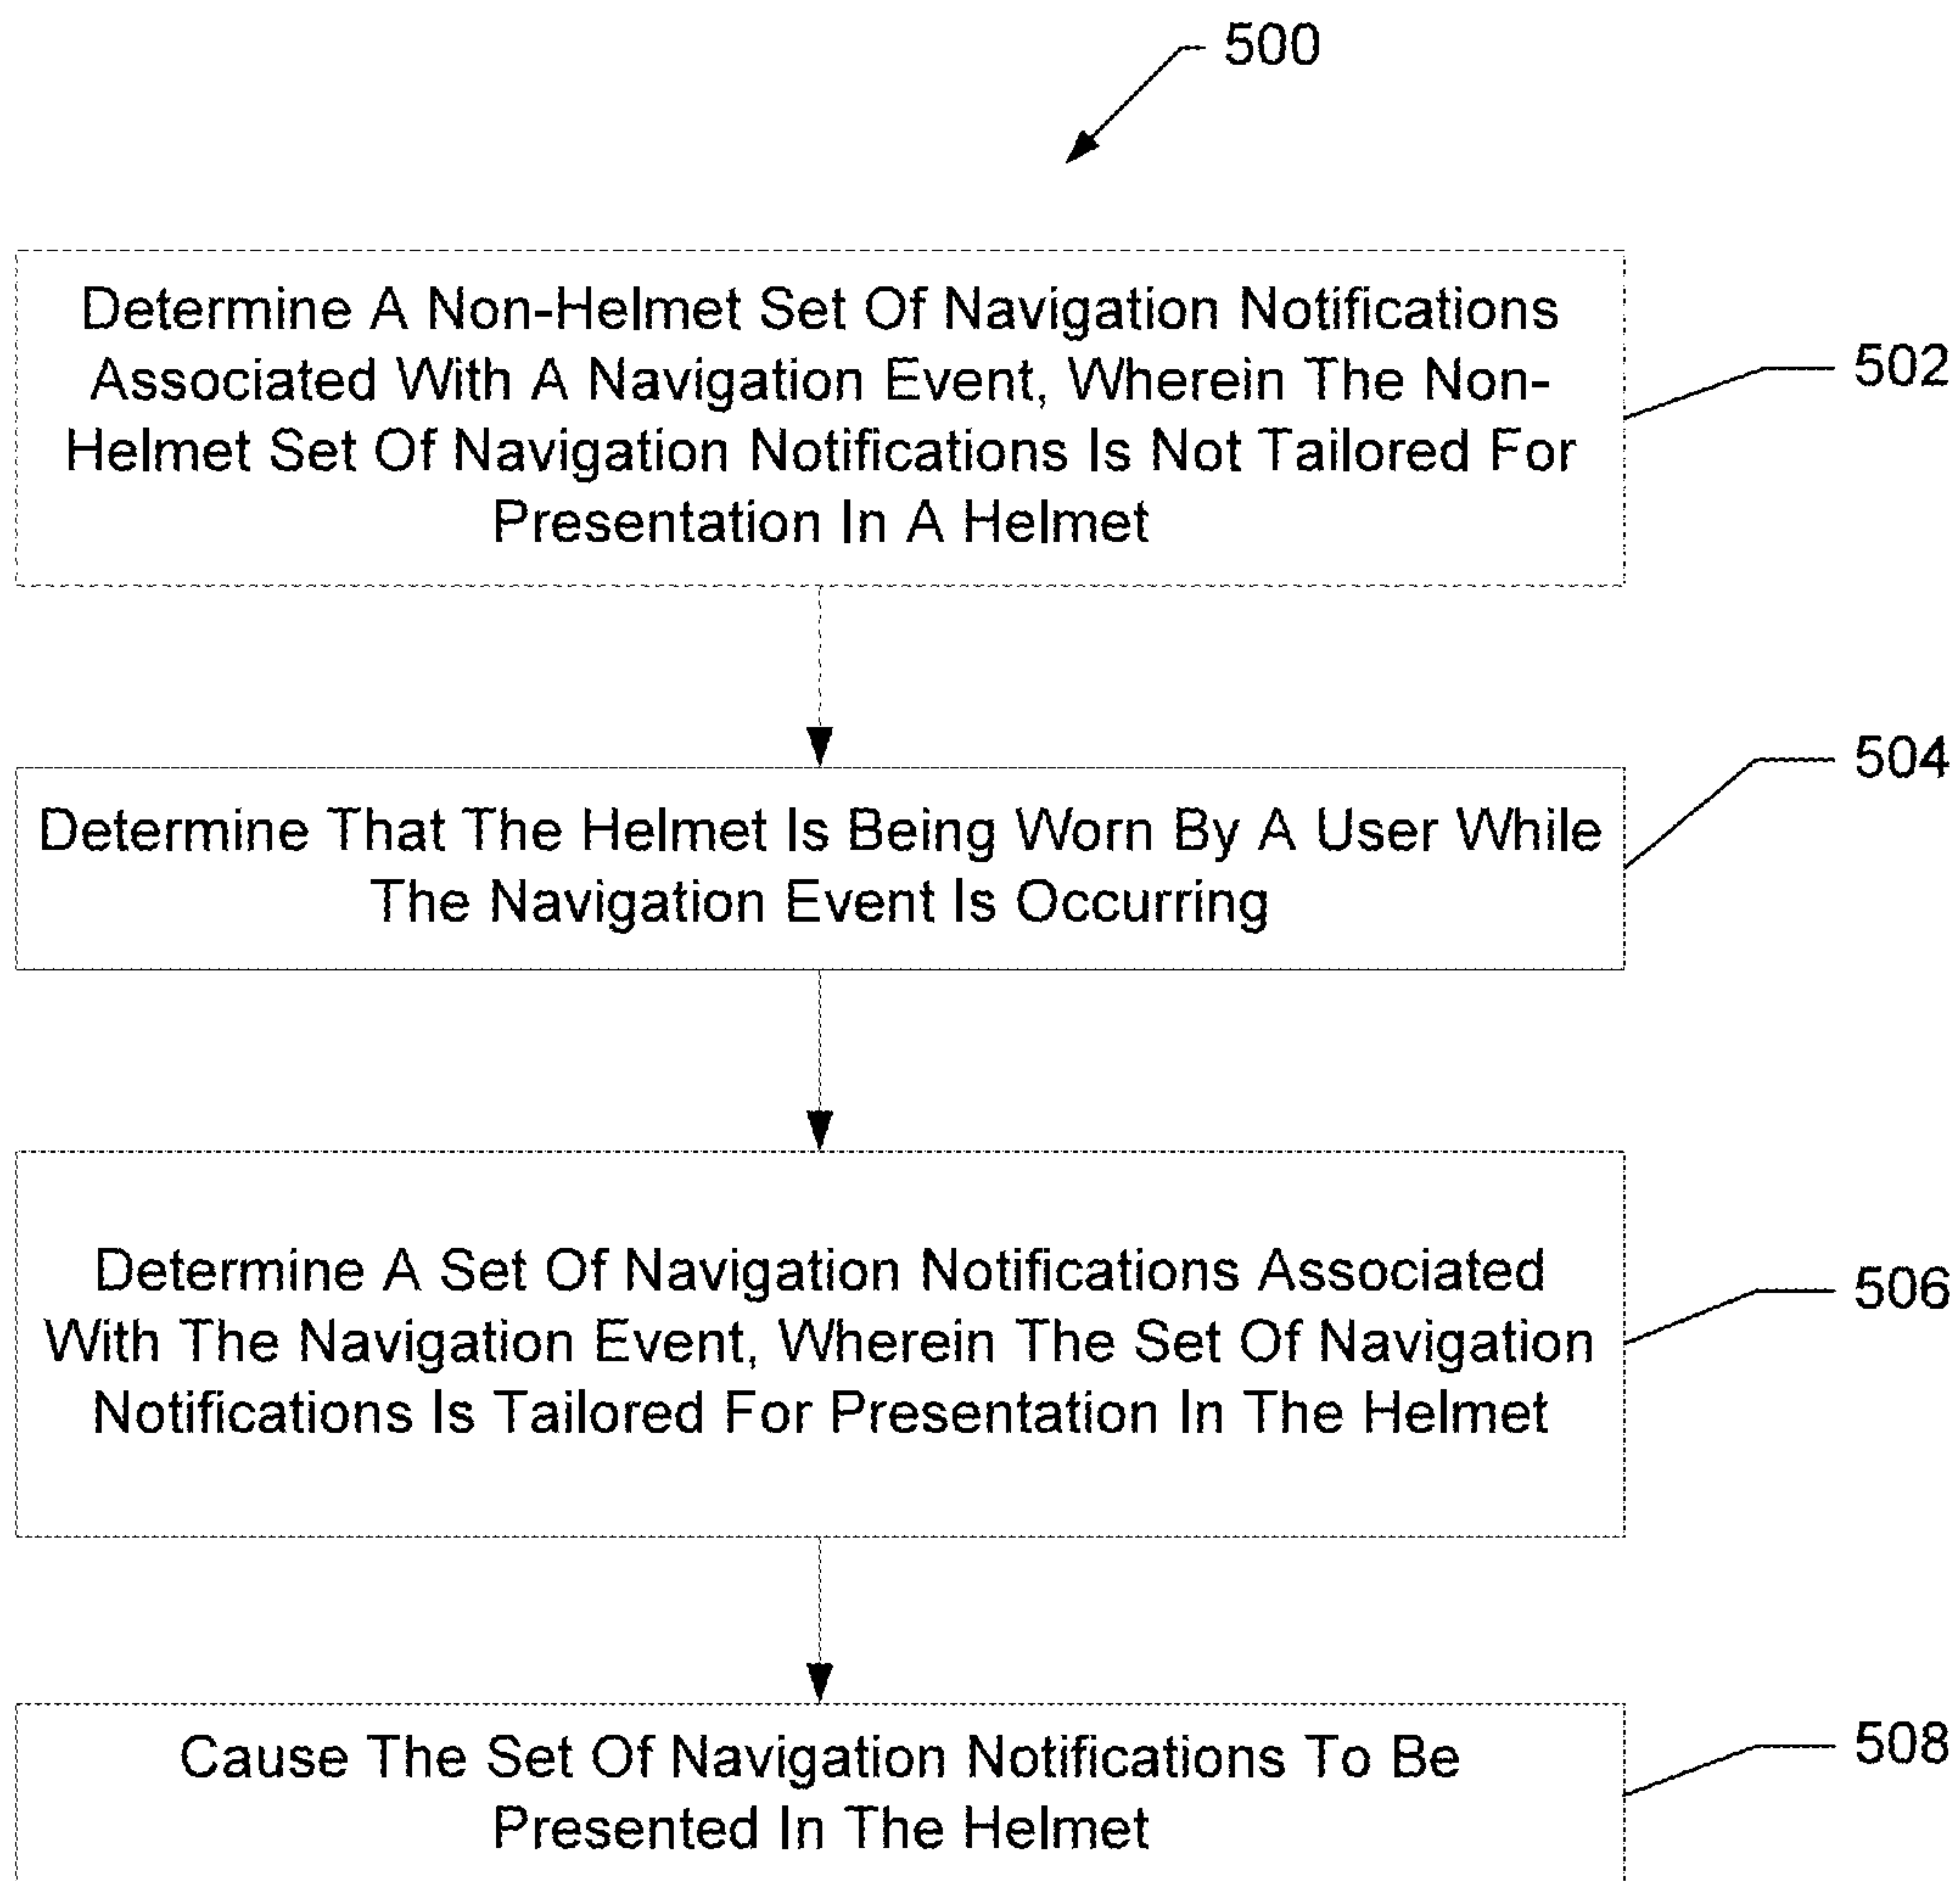 500
Determine A Non-Helmet Set Of Navigation Notifications
Associated With A Navigation Event, Wherein The Non-
Helmet Set Of Navigation Notifications Is Not Tailored For
Presentation In A Helmet
502
Determine That The Helmet Is Being Worn By A User While
The Navigation Event Is Occurring
504
Determine A Set Of Navigation Notifications Associated
With The Navigation Event, Wherein The Set Of Navigation
Notifications Is Tailored For Presentation In The Helmet
506
Cause The Set Of Navigation Notifications To Be
Presented In The Helmet
508